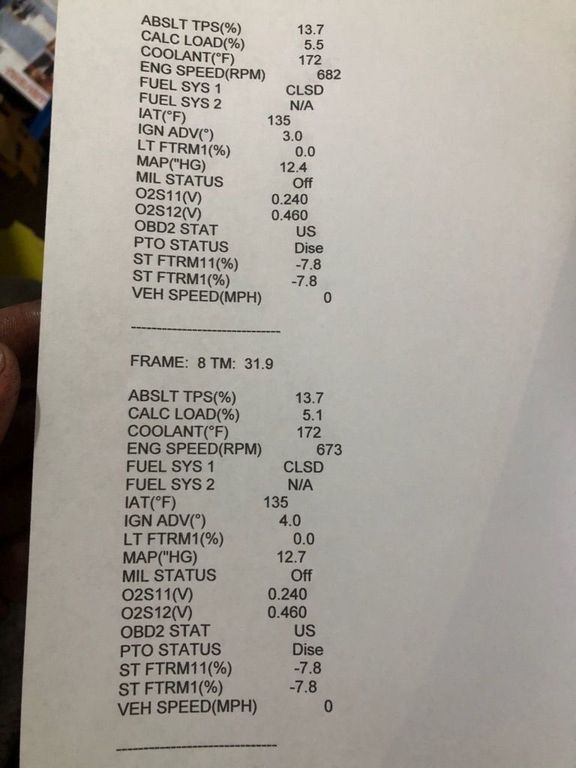 ABSLT TPS(%) 13.7
CALC LOAD(%) 5.5
COOLANT(°F) 172
ENG SPEED(RPM) 682
FUEL SYS 1 CLSD
FUEL SYS 2 N/A
IAT(°F) 135
IGN ADV(°) 3.0
LT FTRM1(%) 0.0
MAP("HG) 12.4
MIL STATUS Off
O2S11(V) 0.240
O2S12(V) 0.460
OBD2 STAT US
PTO STATUS Dise
ST FTRM11(%) -7.8
ST FTRM1(%) -7.8
VEH SPEED(MPH) 0
-------------------------------
FRAME: 8 TM: 31.9
ABSLT TPS(%) 13.7
CALC LOAD(%) 5.1
COOLANT(°F) 172
ENG SPEED(RPM) 673
FUEL SYS 1 CLSD
FUEL SYS 2 N/A
IAT(°F) 135
IGN ADV(°) 4.0
LT FTRM1(%) 0.0
MAP("HG) 12.7
MIL STATUS Off
O2S11(V) 0.240
O2S12(V) 0.460
OBD2 STAT US
PTO STATUS Dise
ST FTRM11(%) -7.8
ST FTRM1(%) -7.8
VEH SPEED(MPH) 0
-------------------------------